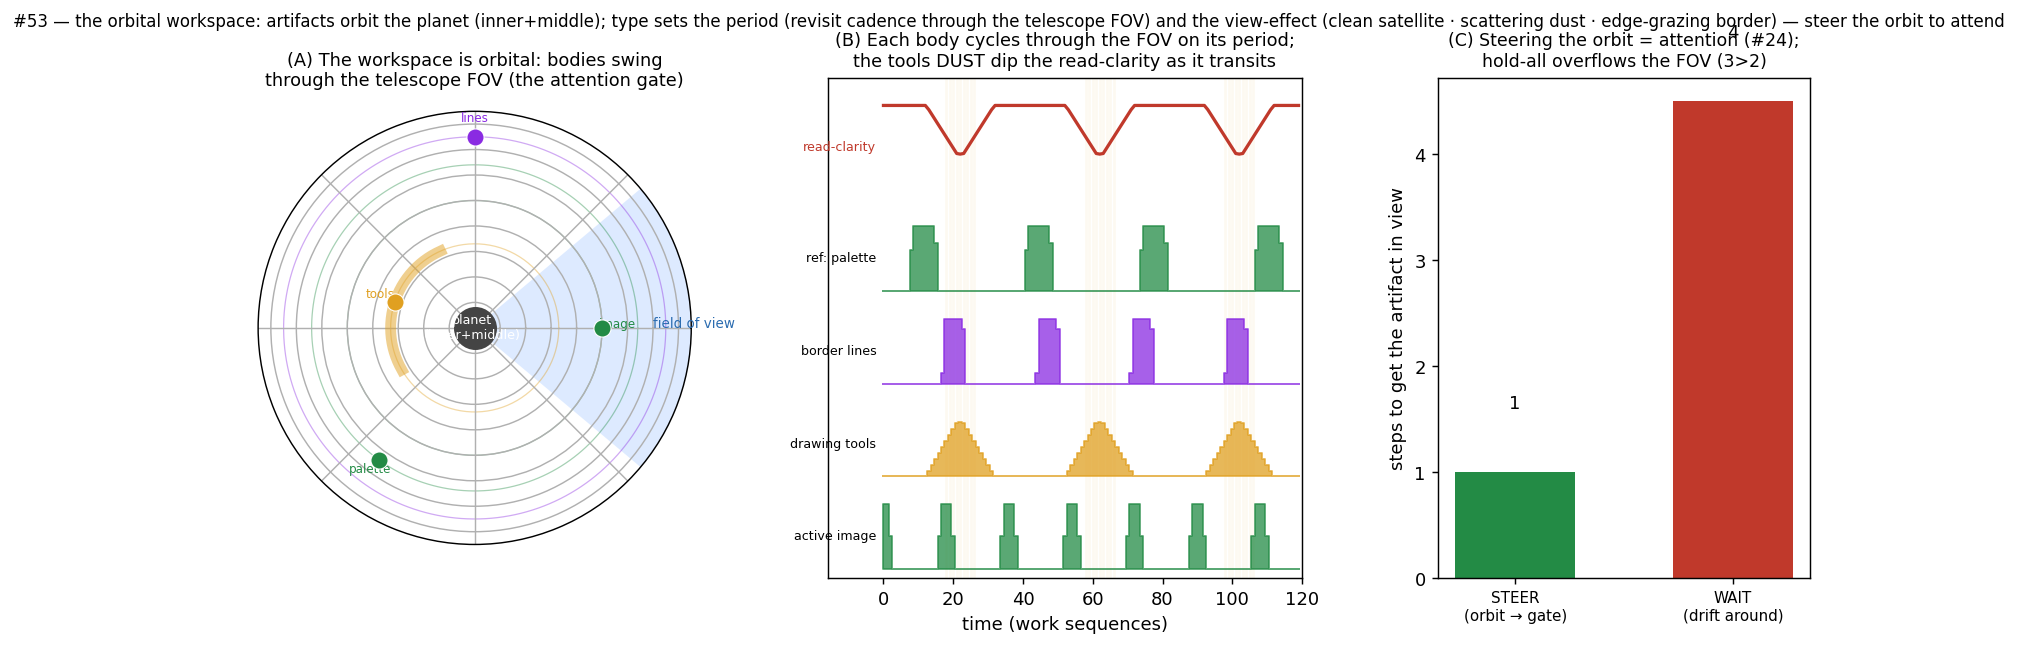 #53 — the orbital workspace: artifacts orbit the planet (inner+middle); type sets the period (revisit cadence through the telescope FOV) and the view-effect (clean satellite · scattering dust · edge-grazing border) — steer the orbit to attend
(A) The workspace is orbital: bodies swing
through the telescope FOV (the attention gate)
lines
tools
planet
palette
field of view
(B) Each body cycles through the FOV on its period;
the tools DUST dip the read-clarity as it transits
read-clarity
ref: palette
border lines
drawing tools
active image
0 20 40 60 80 100 120
time (work sequences)
(C) Steering the orbit = attention (#24);
hold-all overflows the FOV (3>2)
4
steps to get the artifact in view
4
3
2
1
0
1
STEER
(orbit → gate)
WAIT
(drift around)